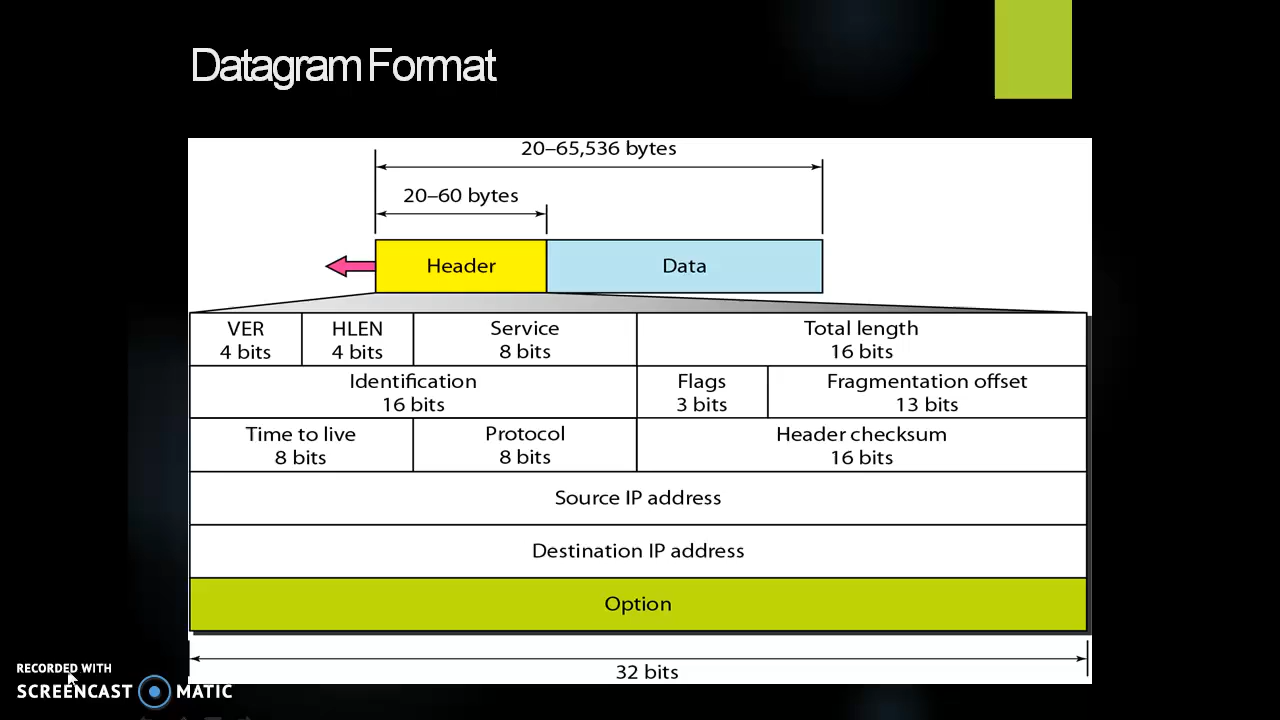 Datagram Format
20–65,536 bytes
20–60 bytes
Header Data
VER HLEN Service Total length
4 bits 4 bits 8 bits 16 bits
Identification Flags Fragmentation offset
16 bits 3 bits 13 bits
Time to live Protocol Header checksum
8 bits 8 bits 16 bits
Source IP address
Destination IP address
Option
32 bits
RECORDED WITH
SCREENCAST MATIC